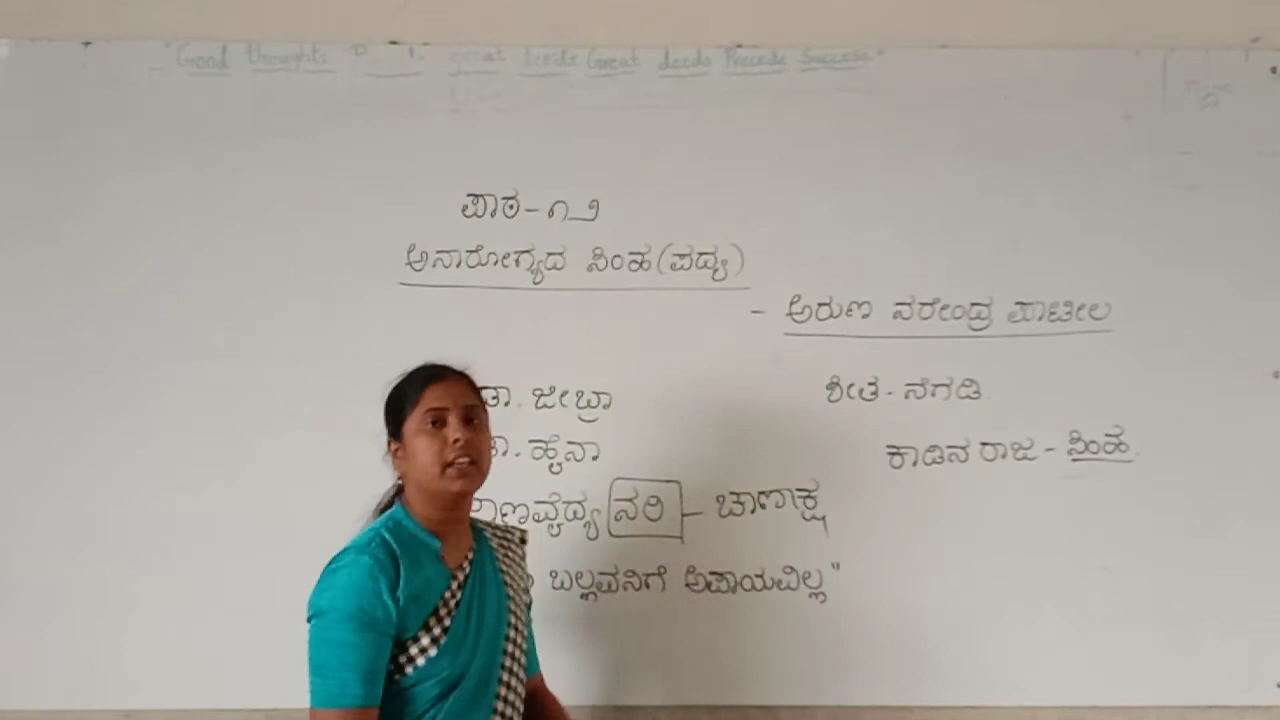 "Good thoughts great deeds Great deeds Precede Success"
ಪಾಠ-೧೨
ಅನಾರೋಗ್ಯದ ಸಿಂಹ(ಪದ್ಯ)
- ಅರುಣ ನರೇಂದ್ರ ಪಾಟೀಲ
ಡಾ. ಜೀಬ್ರಾ
ಶೀತ-ನೆಗಡಿ.
ಹೈನಾ
ಕಾಡಿನ ರಾಜ-ಸಿಂಹ.
ನರಿ - ಚಾಣಾಕ್ಷ
ಬಲ್ಲವನಿಗೆ ಅಪಾಯವಿಲ್ಲ"